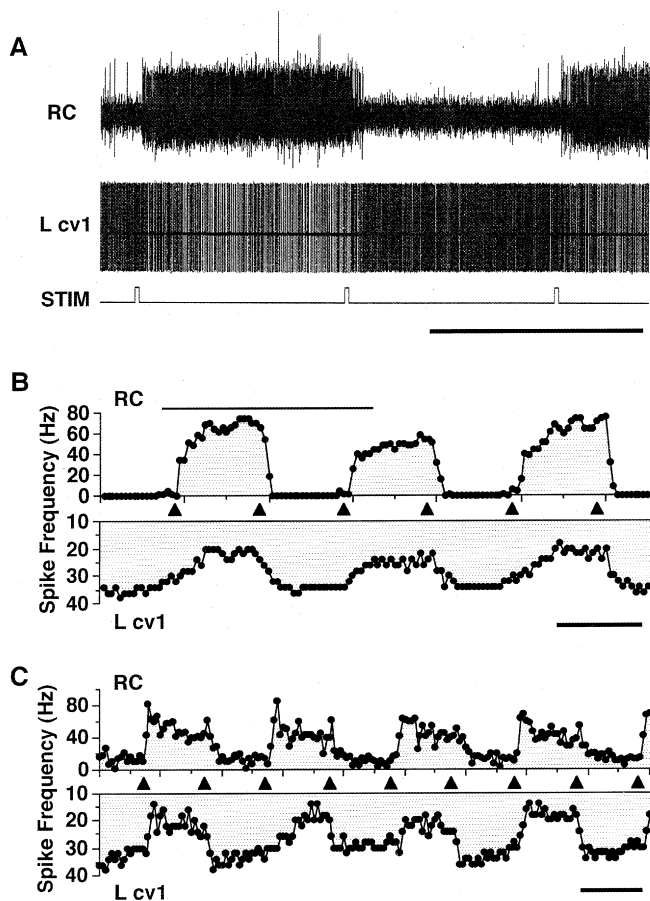 A
RC
L cv1
STIM
B
RC
Spike Frequency (Hz)
80
60
40
20
0
10
20
30
40
L cv1
C
RC
Spike Frequency (Hz)
80
40
0
10
20
30
40
L cv1